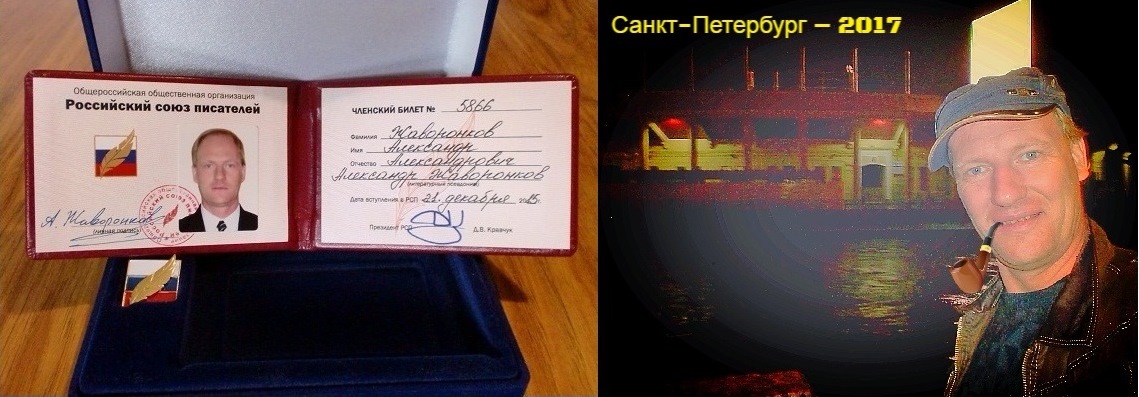 Общероссийская общественная организация
Российский союз писателей
А. Жаворонков
(личная подпись)
ЧЛЕНСКИЙ БИЛЕТ № 5866
Фамилия Жаворонков
Имя Александр
Отчество Александрович
Александр Жаворонков
(литературный псевдоним)
Дата вступления в РСП 21 декабря 2015г.
Президент РСП Д.В. Кравчук
Санкт-Петербург – 2017